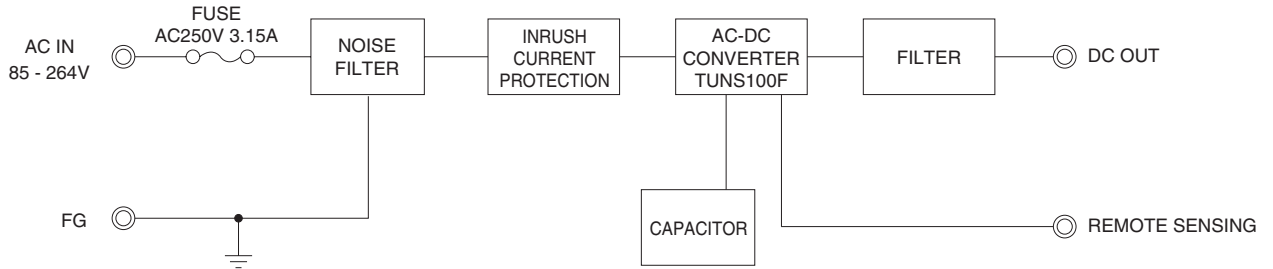 FUSE
AC250V 3.15A
AC IN
85 - 264V
NOISE
FILTER
INRUSH
CURRENT
PROTECTION
AC-DC
CONVERTER
TUNS100F
FILTER
DC OUT
FG
CAPACITOR
REMOTE SENSING